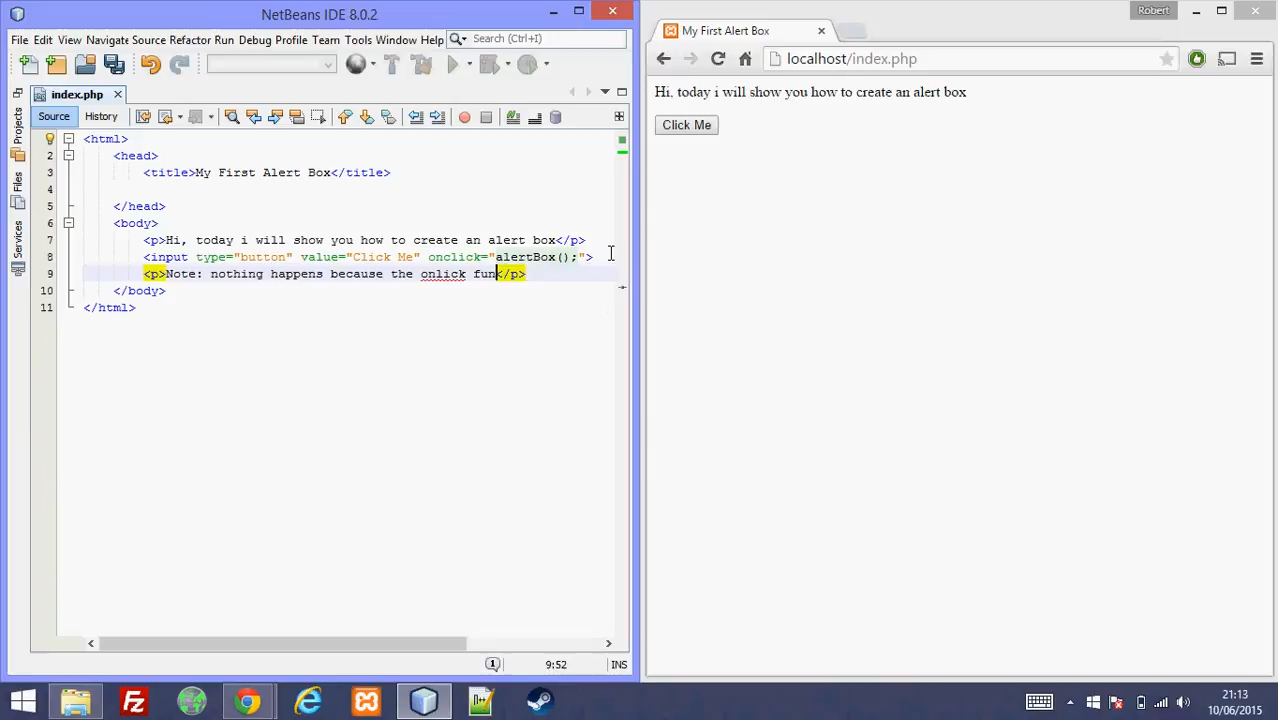 NetBeans IDE 8.0.2
Robert
File Edit View Navigate Source Refactor Run Debug Profile Team Tools Window Help
Search (Ctrl+I)
My First Alert Box
localhost/index.php
index.php
Source History
Projects
Files
Services
1 <html>
2 <head>
3 <title>My First Alert Box</title>
4
5 </head>
6 <body>
7 <p>Hi, today i will show you how to create an alert box</p>
8 <input type="button" value="Click Me" onclick="alertBox();">
9 <p>Note: nothing happens because the onlick fun</p>
10 </body>
11 </html>
Hi, today i will show you how to create an alert box
Click Me
1
9:52 INS
Fz
21:13
10/06/2015